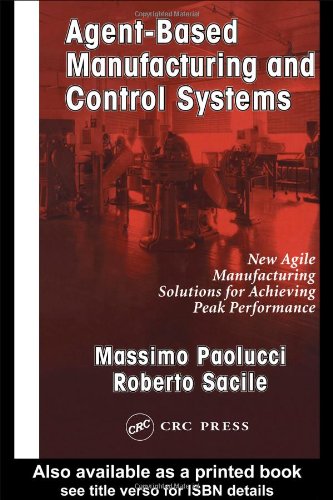 Agent-Based
Manufacturing and
Control Systems
New Agile
Manufacturing
Solutions for Achieving
Peak Performance
Massimo Paolucci
Roberto Sacile
CRC
CRC PRESS
Also available as a printed book
see title verso for ISBN details